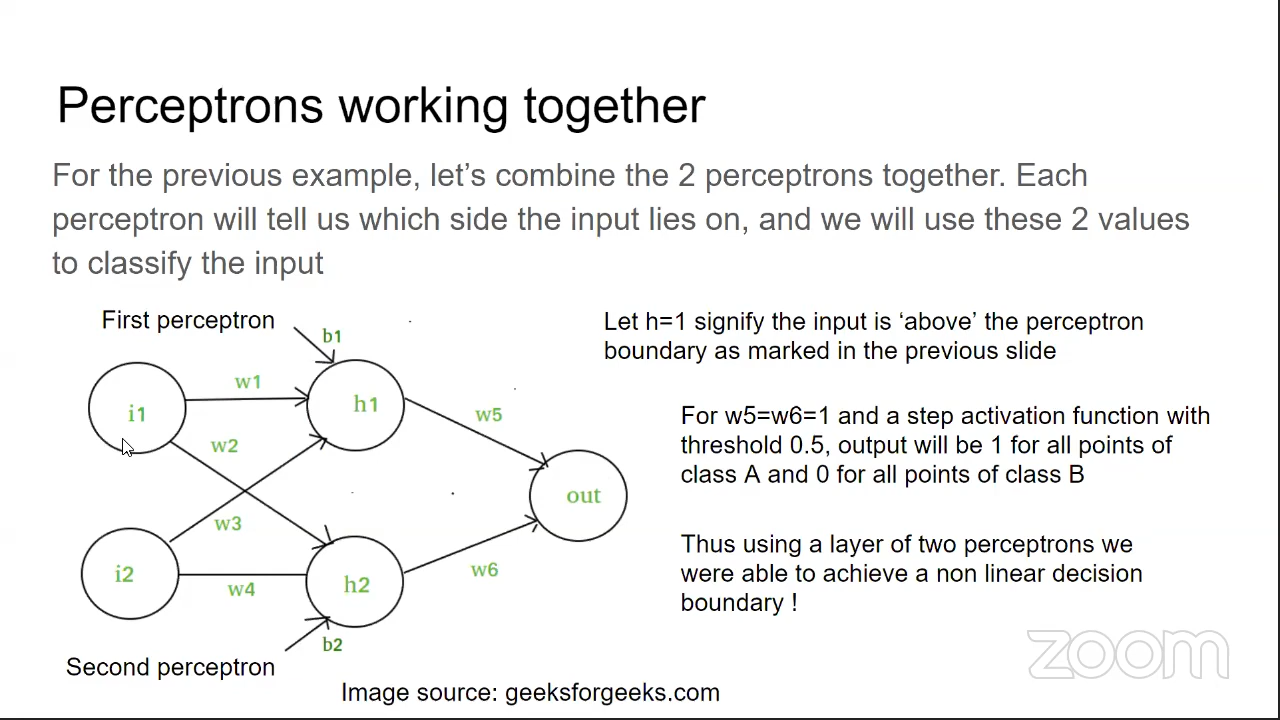 Perceptrons working together
For the previous example, let's combine the 2 perceptrons together. Each
perceptron will tell us which side the input lies on, and we will use these 2 values
to classify the input
First perceptron
b1
i1
w1
h1
w2
w5
out
w3
i2
w4
h2
w6
b2
Second perceptron
Image source: geeksforgeeks.com
Let h=1 signify the input is ‘above’ the perceptron
boundary as marked in the previous slide
For w5=w6=1 and a step activation function with
threshold 0.5, output will be 1 for all points of
class A and 0 for all points of class B
Thus using a layer of two perceptrons we
were able to achieve a non linear decision
boundary !
zoom